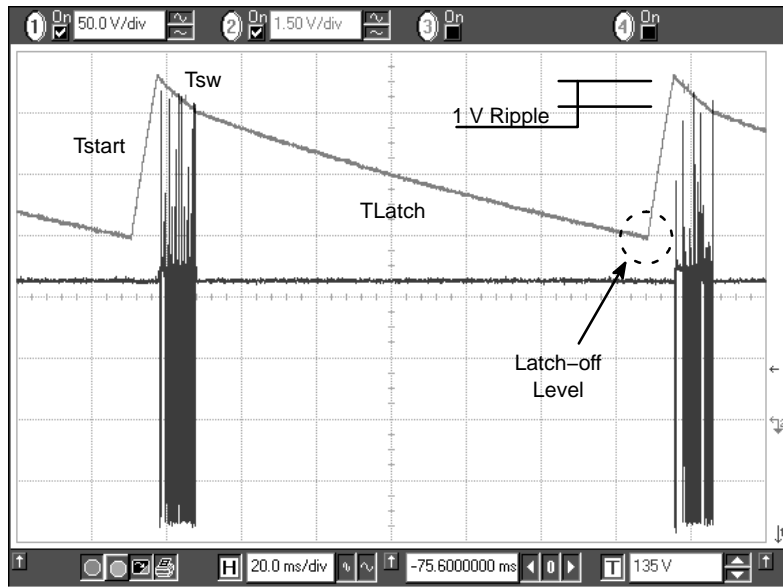 1 On 50.0 V/div 2 On 1.50 V/div 3 On 4 On
Tsw
1 V Ripple
Tstart
TLatch
Latch–off
Level
H 20.0 ms/div -75.6000000 ms 0 T 135 V